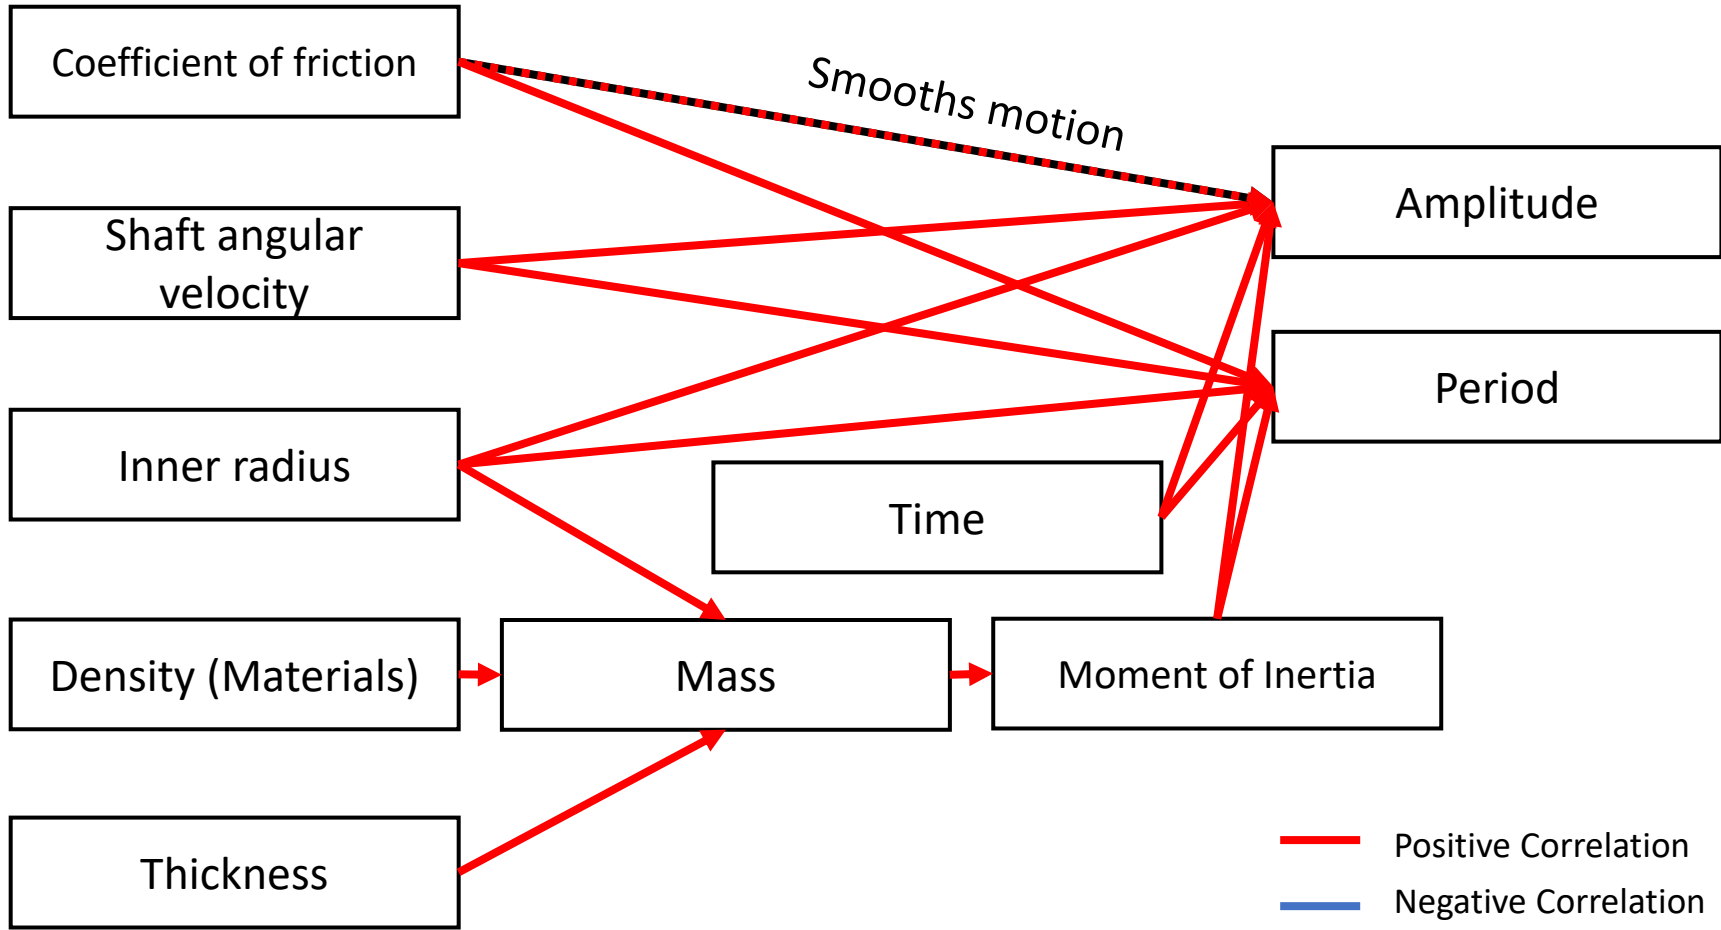 Coefficient of friction
Smooths motion
Amplitude
Shaft angular
velocity
Period
Inner radius
Time
Density (Materials)
Mass
Moment of Inertia
Thickness
Positive Correlation
Negative Correlation